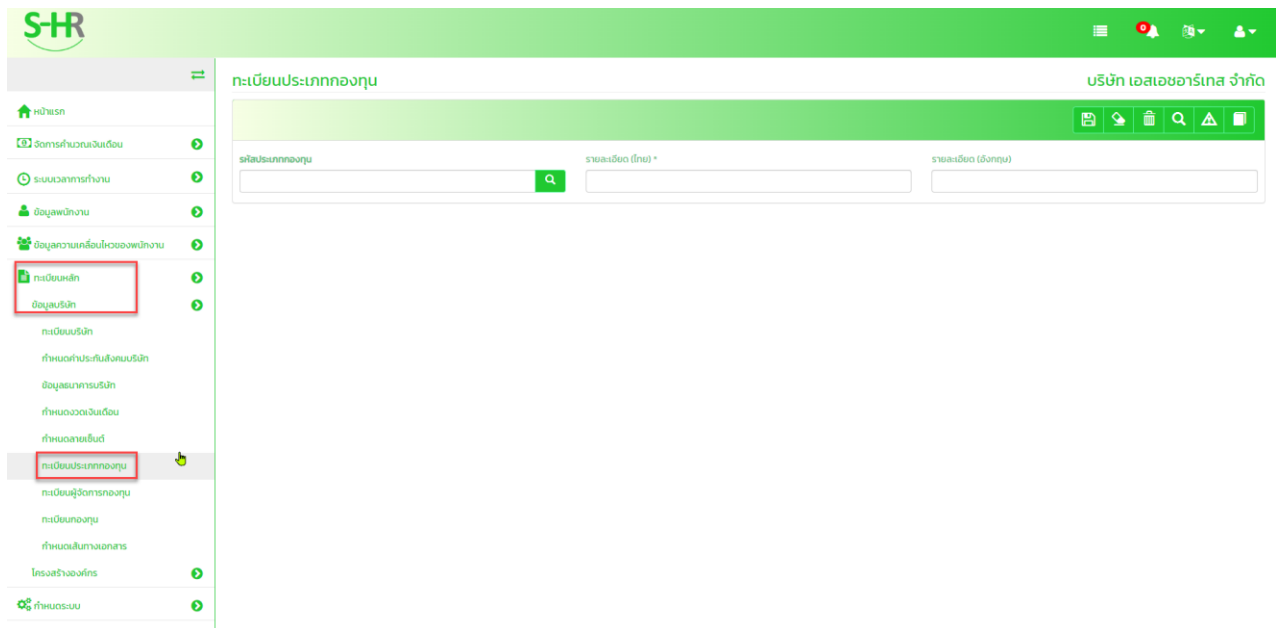 S-HR
0
ทะเบียนประเภทกองทุน
บริษัท เอสเอชอาร์เทส จำกัด
หน้าแรก
จัดการคำนวณเงินเดือน
ระบบเวลาการทำงาน
ข้อมูลพนักงาน
ข้อมูลความเคลื่อนไหวของพนักงาน
ทะเบียนหลัก
ข้อมูลบริษัท
ทะเบียนบริษัท
กำหนดค่าประกันสังคมบริษัท
ข้อมูลธนาคารบริษัท
กำหนดงวดเงินเดือน
กำหนดลายเซ็นต์
ทะเบียนประเภทกองทุน
ทะเบียนผู้จัดการกองทุน
ทะเบียนกองทุน
กำหนดเส้นทางเอกสาร
โครงสร้างองค์กร
กำหนดระบบ
รหัสประเภทกองทุน
รายละเอียด (ไทย) *
รายละเอียด (อังกฤษ)